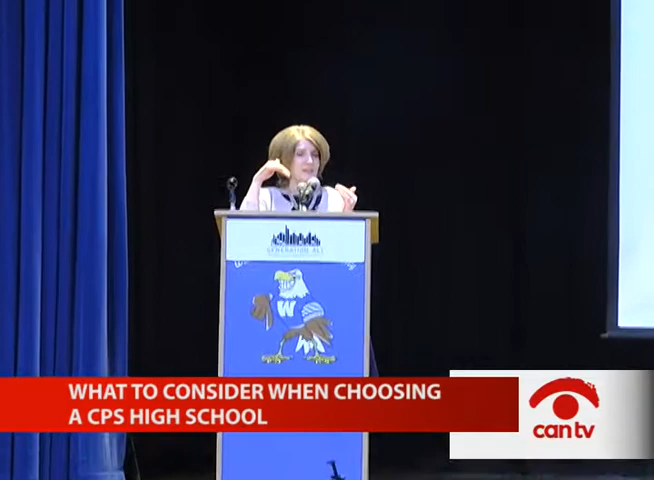 GENERATION ALL
W
WHAT TO CONSIDER WHEN CHOOSING
A CPS HIGH SCHOOL
can tv